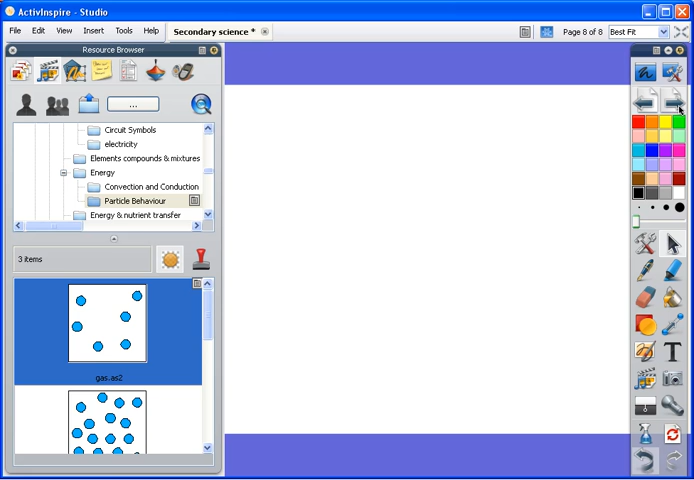 ActivInspire - Studio
File Edit View Insert Tools Help Secondary science * Page 8 of 8 Best Fit
Resource Browser
...
Circuit Symbols
electricity
Elements compounds & mixtures
Energy
Convection and Conduction
Particle Behaviour
Energy & nutrient transfer
3 items
gas.as2
T